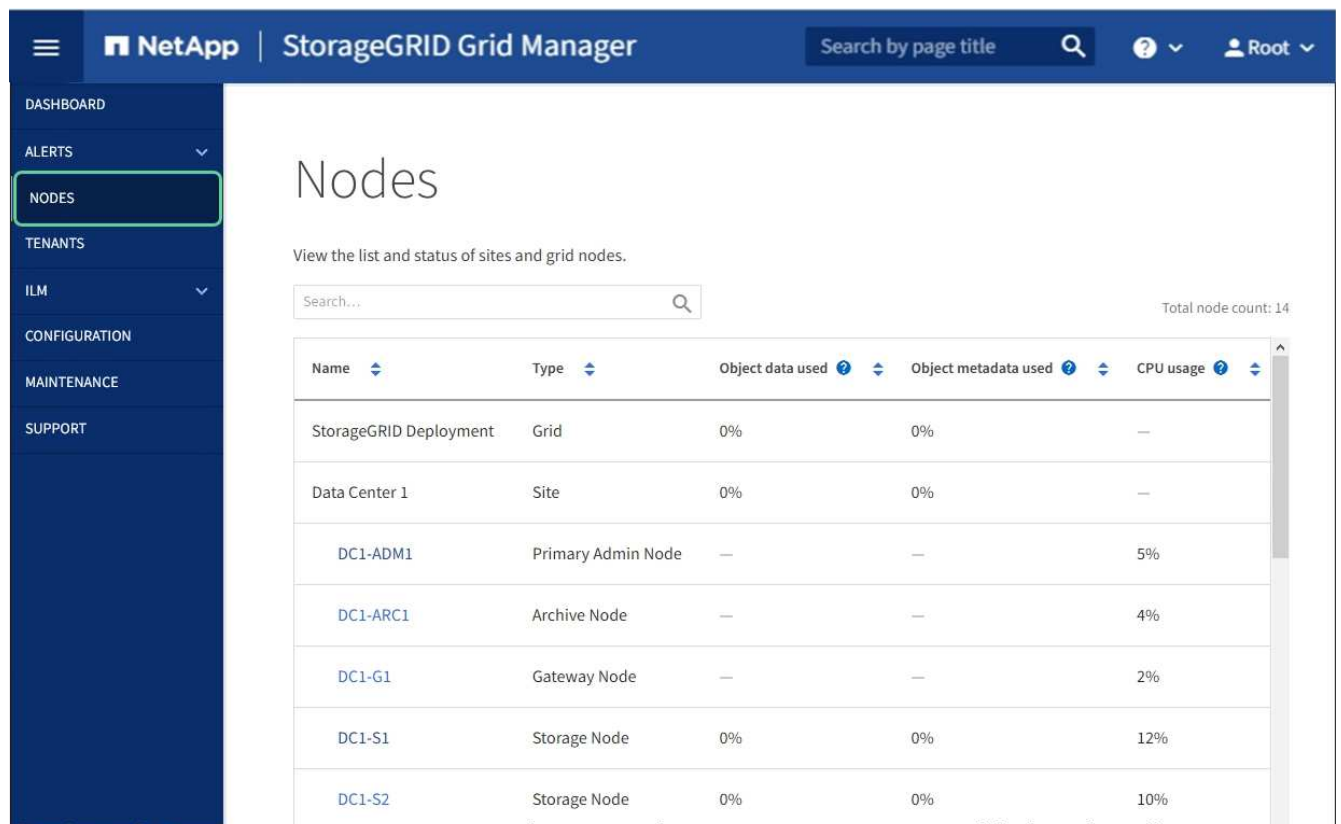 NetApp | StorageGRID Grid Manager Search by page title ? Root
DASHBOARD
ALERTS
NODES
TENANTS
ILM
CONFIGURATION
MAINTENANCE
SUPPORT
Nodes
View the list and status of sites and grid nodes.
Search...
Total node count: 14
Name Type Object data used ? Object metadata used ? CPU usage ?
StorageGRID Deployment Grid 0% 0% —
Data Center 1 Site 0% 0% —
DC1-ADM1 Primary Admin Node — — 5%
DC1-ARC1 Archive Node — — 4%
DC1-G1 Gateway Node — — 2%
DC1-S1 Storage Node 0% 0% 12%
DC1-S2 Storage Node 0% 0% 10%